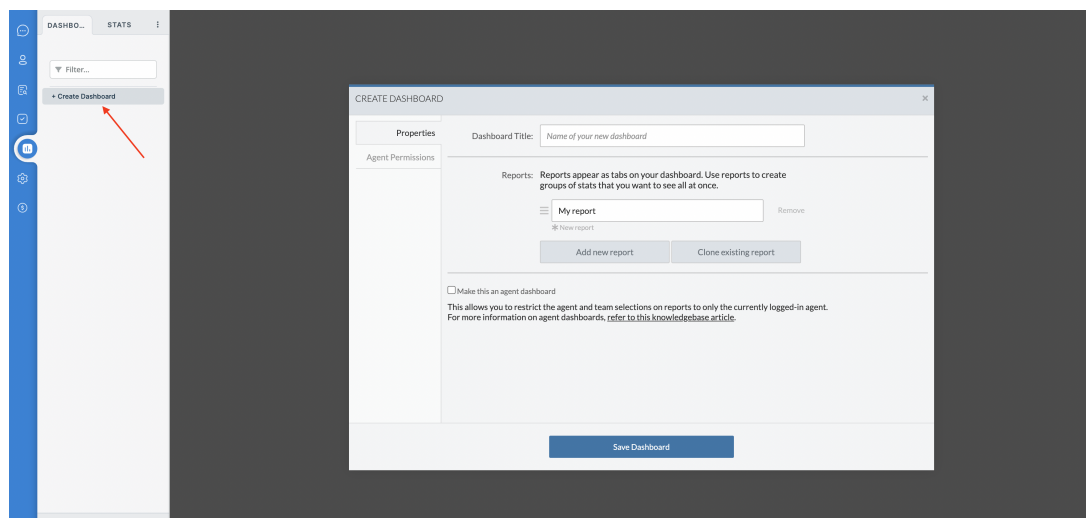 DASHBO...
STATS
Filter...
+ Create Dashboard
CREATE DASHBOARD
×
Properties
Agent Permissions
Dashboard Title:
Name of your new dashboard
Reports:
Reports appear as tabs on your dashboard. Use reports to create
groups of stats that you want to see all at once.
My report
Remove
✱ New report
Add new report
Clone existing report
Make this an agent dashboard
This allows you to restrict the agent and team selections on reports to only the currently logged-in agent.
For more information on agent dashboards, refer to this knowledgebase article.
Save Dashboard